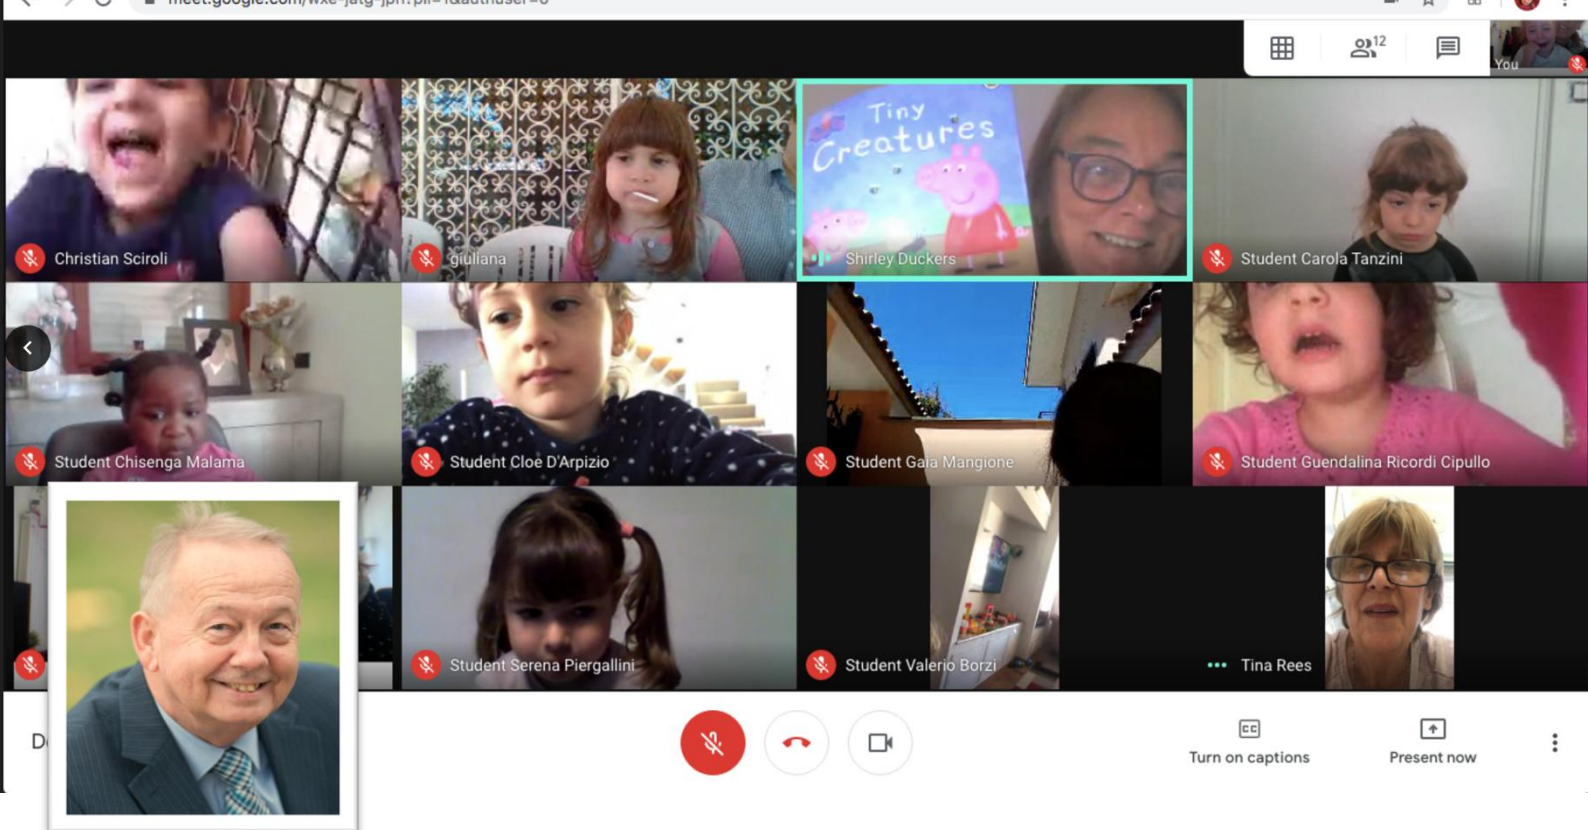 12
You
Tiny
Creatures
Christian Sciroli
giuliana
Shirley Duckers
Student Carola Tanzini
Student Chisenga Malama
Student Cloe D'Arpizio
Student Gaia Mangione
Student Guendalina Ricordi Cipullo
Student Serena Piergallini
Student Valerio Borzi
Tina Rees
CC
Turn on captions
Present now